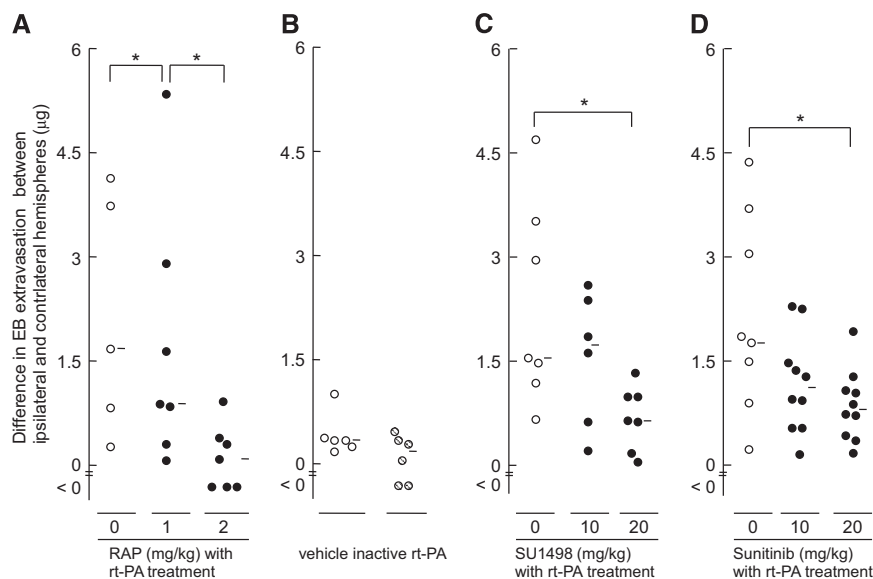 A B C D
Difference in EB extravasation between
ipsilateral and contrlateral hemispheres (μg)
6
4.5
3
1.5
0
< 0
* *
0 1 2
RAP (mg/kg) with
rt-PA treatment
6
4.5
3
1.5
0
< 0
vehicle inactive rt-PA
6
4.5
3
1.5
0
< 0
*
0 10 20
SU1498 (mg/kg)
with rt-PA treatment
6
4.5
3
1.5
0
< 0
*
0 10 20
Sunitinib (mg/kg)
with rt-PA treatment